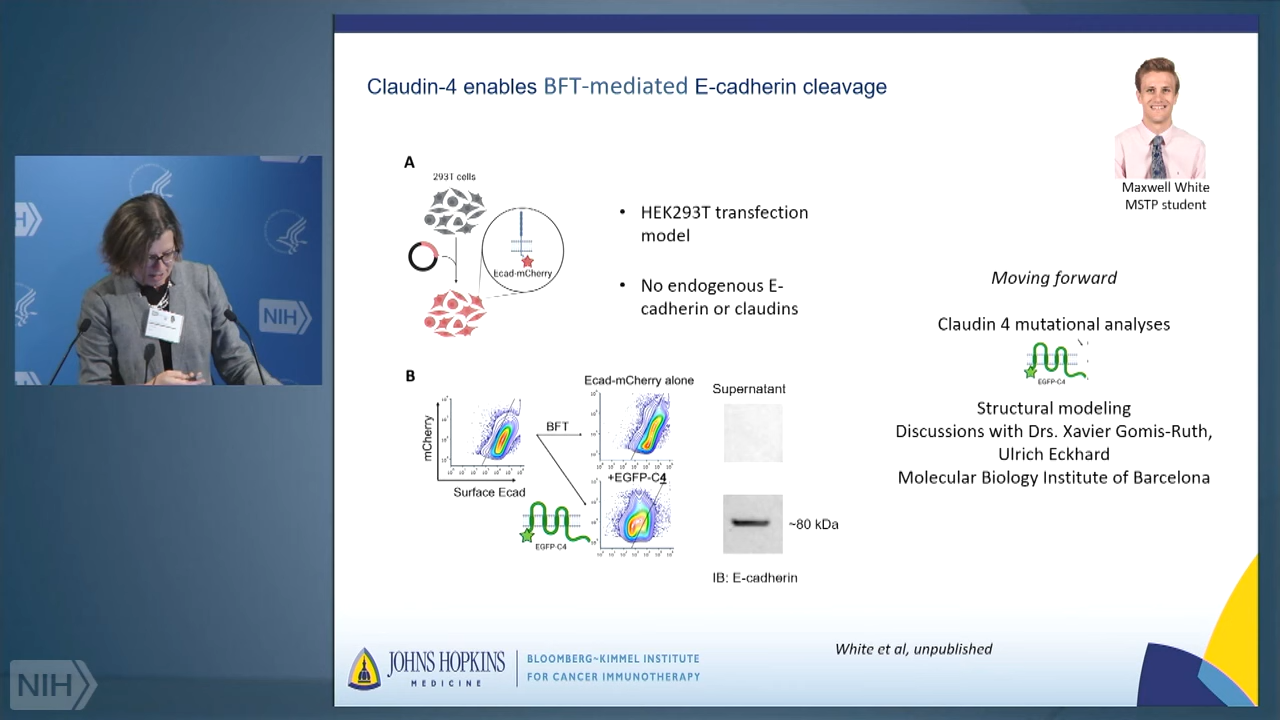 Claudin-4 enables BFT-mediated E-cadherin cleavage
Maxwell White
MSTP student
A
293T cells
Ecad-mCherry
• HEK293T transfection
model
• No endogenous E-
cadherin or claudins
Moving forward
Claudin 4 mutational analyses
EGFP-C4
Structural modeling
Discussions with Drs. Xavier Gomis-Ruth,
Ulrich Eckhard
Molecular Biology Institute of Barcelona
B
mCherry
Surface Ecad
BFT
EGFP-C4
Ecad-mCherry alone
+EGFP-C4
Supernatant
~80 kDa
IB: E-cadherin
White et al, unpublished
JOHNS HOPKINS
MEDICINE
BLOOMBERG~KIMMEL INSTITUTE
FOR CANCER IMMUNOTHERAPY
NIH
NIH